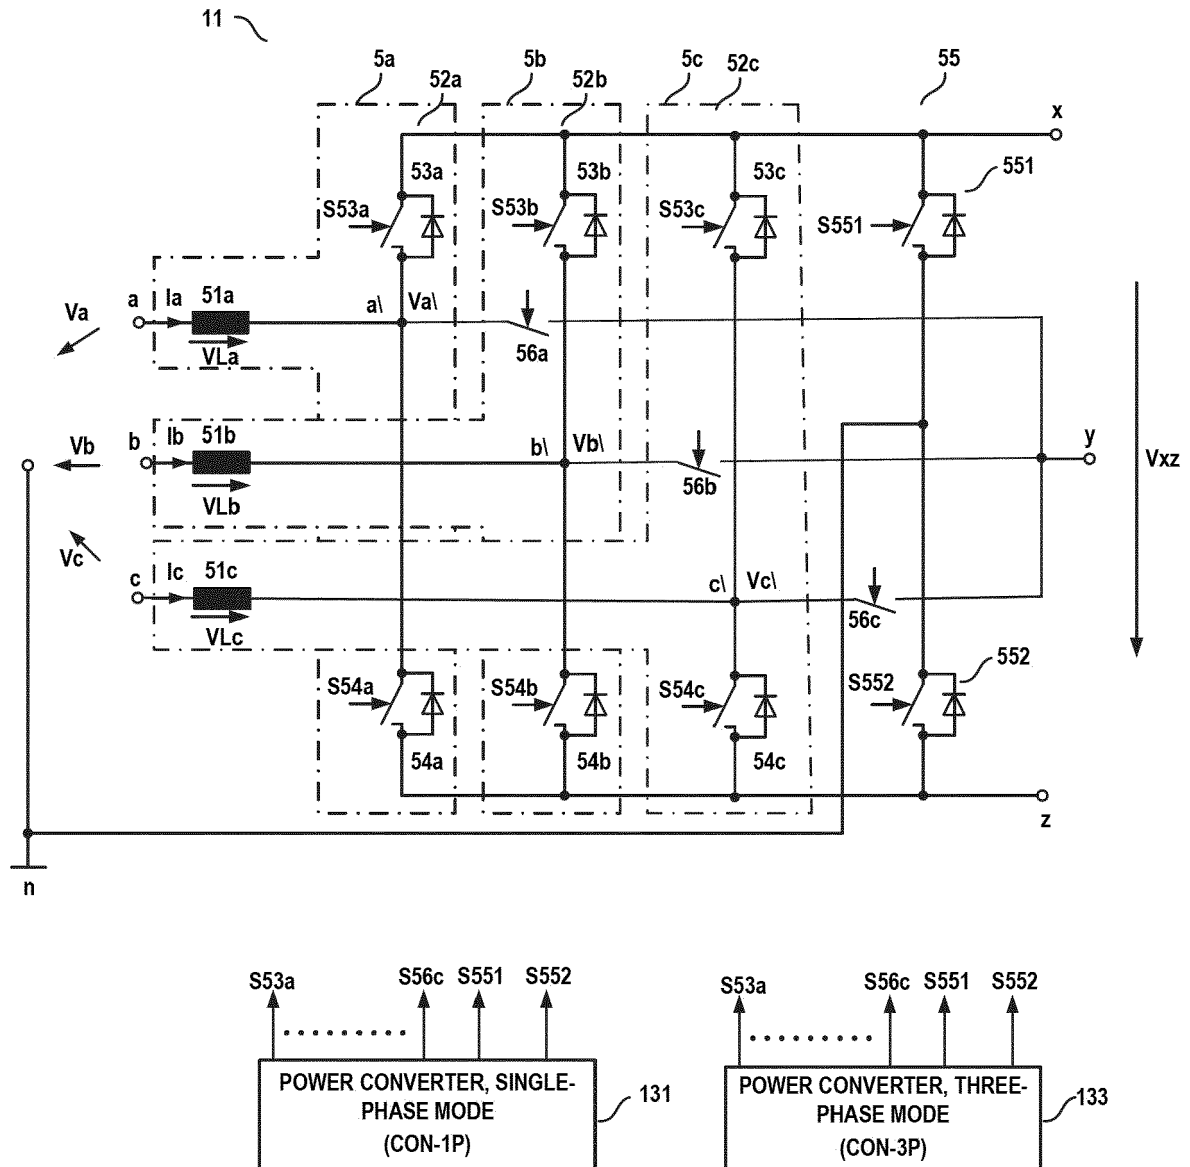 11
5a
5b
5c
52a
52b
52c
55
x
53a
53b
53c
551
S53a
S53b
S53c
S551
a
Ia
51a
a\
Va\
Va
VLa
56a
b
Ib
51b
b\
Vb\
y
Vb
VLb
56b
Vxz
Vc
c
Ic
51c
c\
Vc\
VLc
56c
552
S54a
S54b
S54c
S552
54a
54b
54c
z
n
S53a
S56c
S551
S552
POWER CONVERTER, SINGLE-
PHASE MODE
(CON-1P)
131
S53a
S56c
S551
S552
POWER CONVERTER, THREE-
PHASE MODE
(CON-3P)
133